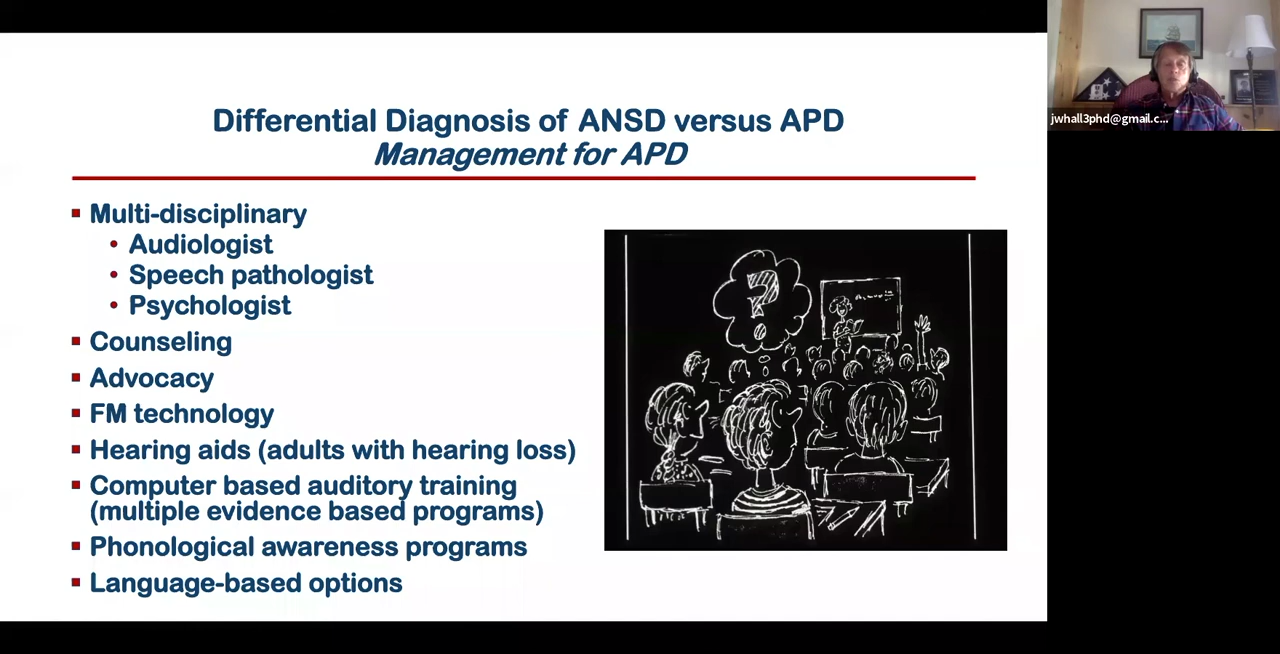 Differential Diagnosis of ANSD versus APD
Management for APD
Multi-disciplinary
Audiologist
Speech pathologist
Psychologist
Counseling
Advocacy
FM technology
Hearing aids (adults with hearing loss)
Computer based auditory training
(multiple evidence based programs)
Phonological awareness programs
Language-based options
?
jwhall3phd@gmail.c...